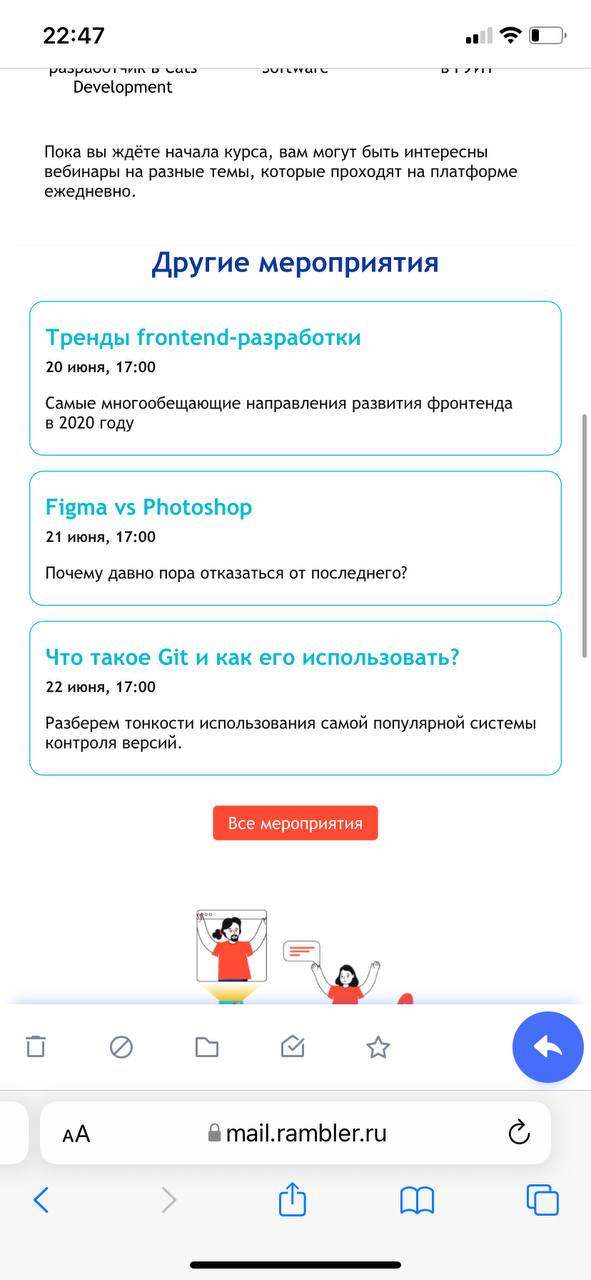 22:47
Development
Пока вы ждёте начала курса, вам могут быть интересны
вебинары на разные темы, которые проходят на платформе
ежедневно.
Другие мероприятия
Тренды frontend-разработки
20 июня, 17:00
Самые многообещающие направления развития фронтенда
в 2020 году
Figma vs Photoshop
21 июня, 17:00
Почему давно пора отказаться от последнего?
Что такое Git и как его использовать?
22 июня, 17:00
Разберем тонкости использования самой популярной системы
контроля версий.
Все мероприятия
AA
mail.rambler.ru